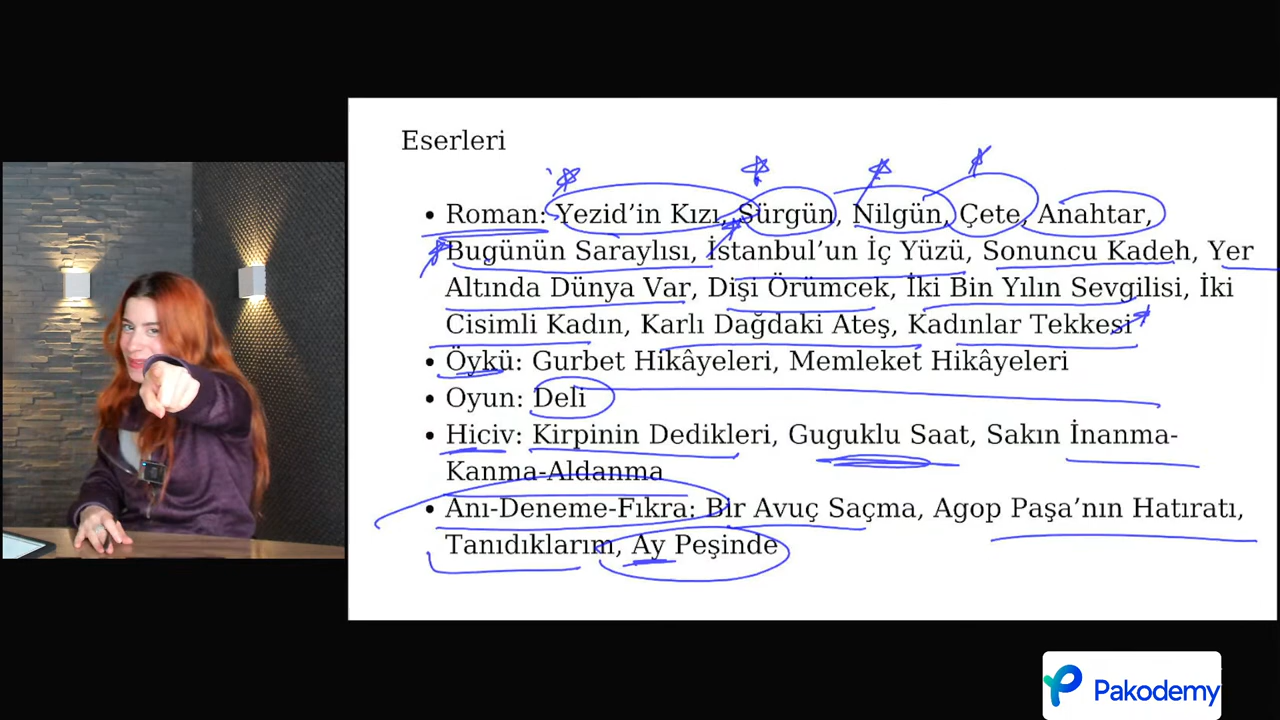 Eserleri
• Roman: Yezid'in Kızı, Sürgün, Nilgün, Çete, Anahtar,
Bugünün Saraylısı, İstanbul'un İç Yüzü, Sonuncu Kadeh, Yer
Altında Dünya Var, Dişi Örümcek, İki Bin Yılın Sevgilisi, İki
Cisimli Kadın, Karlı Dağdaki Ateş, Kadınlar Tekkesi
• Öykü: Gurbet Hikâyeleri, Memleket Hikâyeleri
• Oyun: Deli
• Hiciv: Kirpinin Dedikleri, Guguklu Saat, Sakın İnanma-
Kanma-Aldanma
• Anı-Deneme-Fıkra: Bir Avuç Saçma, Agop Paşa'nın Hatıratı,
Tanıdıklarım, Ay Peşinde
Pakodemy